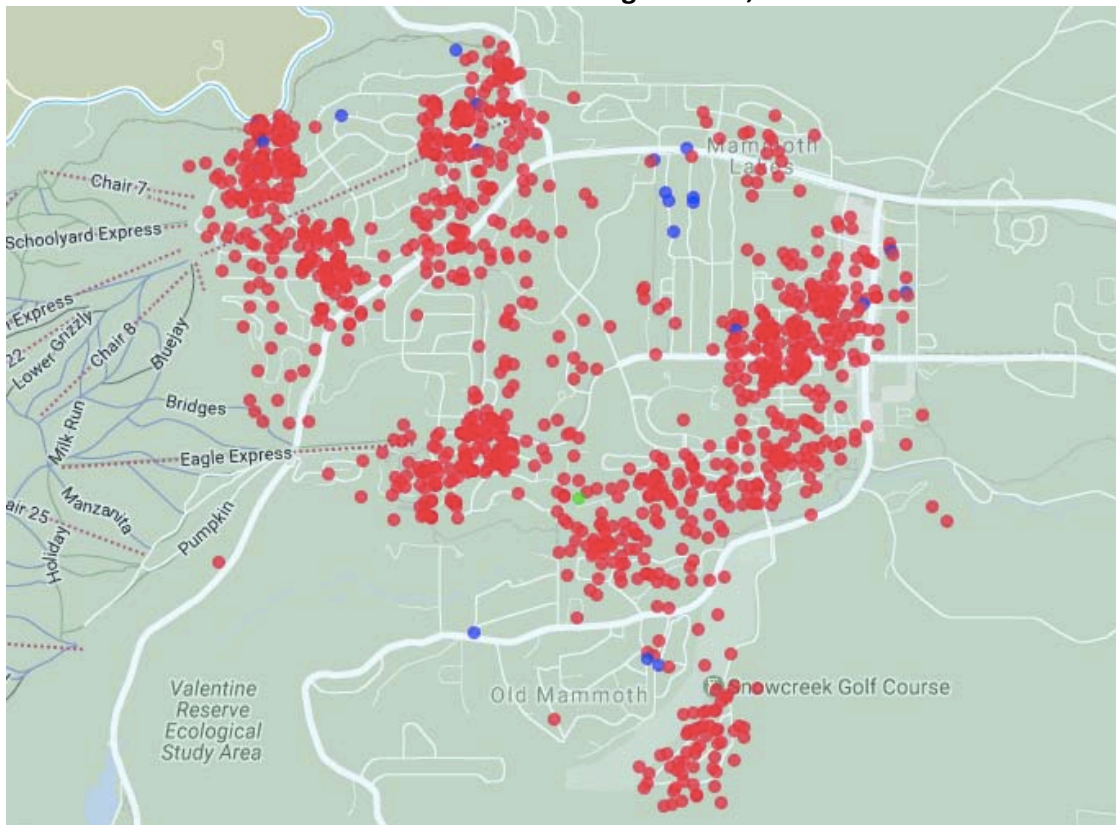 Chair 7
Schoolyard Express
Express
22
Lower Grizzly
Chair 8
Bluejay
Bridges
Milk Run
Eagle Express
air 25
Manzanita
Holiday
Pumpkin
Mammoth
Lakes
Valentine
Reserve
Ecological
Study Area
Old Mammoth
Snowcreek Golf Course